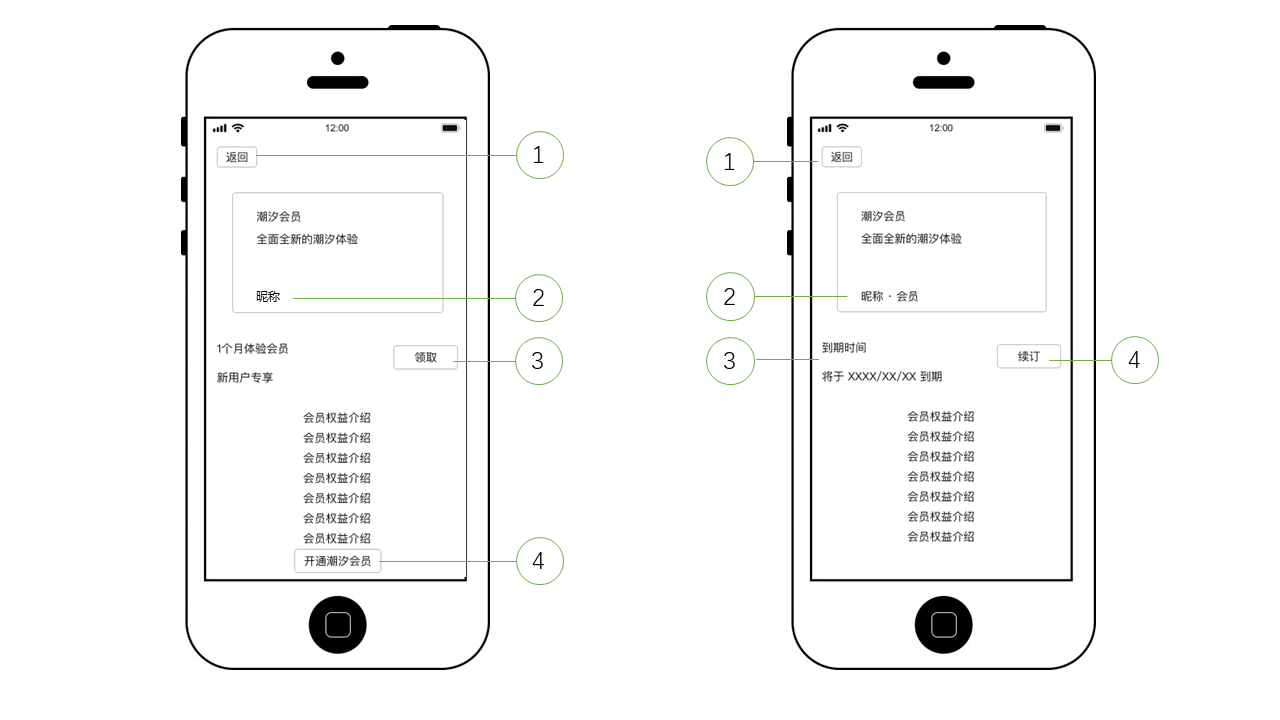 12:00
返回
1
潮汐会员
全面全新的潮汐体验
昵称
2
1个月体验会员
领取
3
新用户专享
会员权益介绍
会员权益介绍
会员权益介绍
会员权益介绍
会员权益介绍
会员权益介绍
会员权益介绍
开通潮汐会员
4
12:00
1
返回
潮汐会员
全面全新的潮汐体验
2
昵称 · 会员
到期时间
3
续订
4
将于 XXXX/XX/XX 到期
会员权益介绍
会员权益介绍
会员权益介绍
会员权益介绍
会员权益介绍
会员权益介绍
会员权益介绍